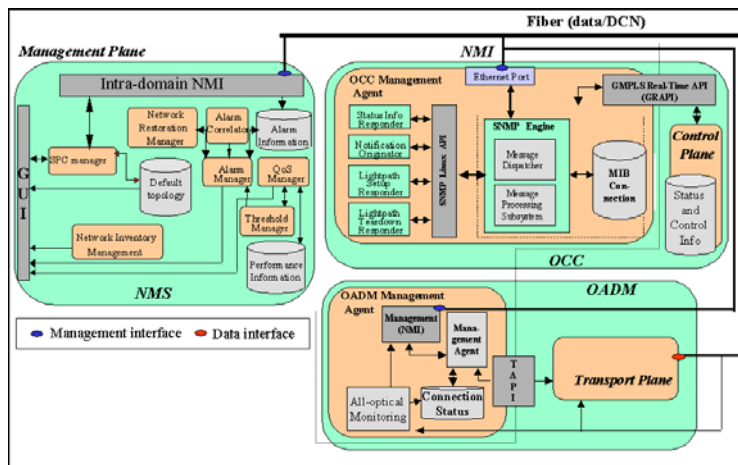 Fiber (data/DCN)
Management Plane
Intra-domain NMI
GUI
Network
Restoration
Manager
Alarm
Correlator
Alarm
Information
SPC manager
Alarm
Manager
QoS
Manager
Default
topology
Threshold
Manager
Network Inventory
Management
Performance
Information
NMS
NMI
OCC Management
Agent
Ethernet Port
GMPLS Real-Time API
(GRAPI)
Status Info
Responder
Notification
Originator
Lightpath
Setup
Responder
Lightpath
Teardown
Responder
SNMP Linux API
SNMP Engine
Message
Dispatcher
Message
Processing
Subsystem
MIB
Con-
nection
Control
Plane
Status
and
Control
Info
OCC
OADM
OADM Management
Agent
Management
(NMI)
Mana-
gement
Agent
All-optical
Monitoring
Connection
Status
TAPI
Transport Plane
Management interface
Data interface